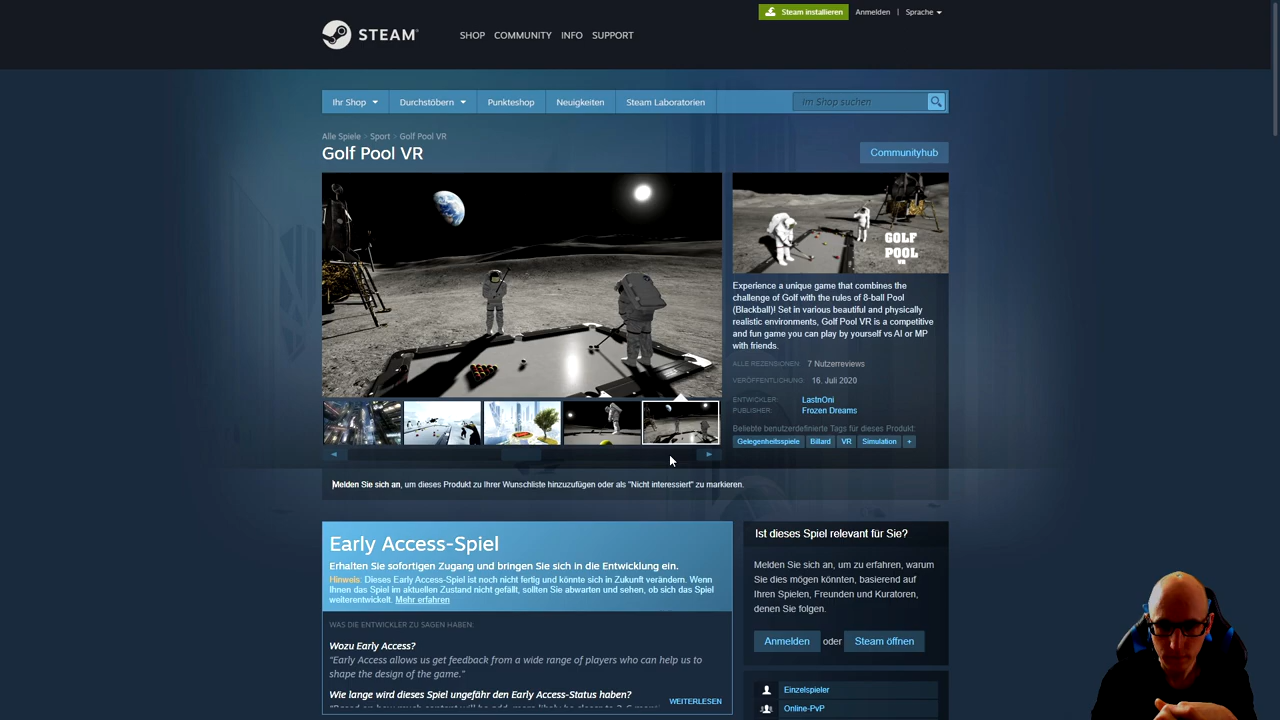 Steam installieren
Anmelden | Sprache
STEAM®
SHOP COMMUNITY INFO SUPPORT
Ihr Shop Durchstöbern Punkteshop Neuigkeiten Steam Laboratorien Im Shop suchen
Alle Spiele > Sport > Golf Pool VR
Golf Pool VR
Communityhub
GOLF
POOL
VR
Experience a unique game that combines the
challenge of Golf with the rules of 8-ball Pool
(Blackball)! Set in various beautiful and physically
realistic environments, Golf Pool VR is a competitive
and fun game you can play by yourself vs AI or MP
with friends.
ALLE REZENSIONEN 7 Nutzerreviews
VERÖFFENTLICHUNG 16. Juli 2020
ENTWICKLER: LastnOni
PUBLISHER: Frozen Dreams
Beliebte benutzerdefinierte Tags für dieses Produkt:
Gelegenheitsspiele Billard VR Simulation +
Melden Sie sich an, um dieses Produkt zu Ihrer Wunschliste hinzuzufügen oder als "Nicht interessiert" zu markieren.
Early Access-Spiel
Erhalten Sie sofortigen Zugang und bringen Sie sich in die Entwicklung ein.
Hinweis: Dieses Early Access-Spiel ist noch nicht fertig und könnte sich in Zukunft verändern. Wenn
Ihnen das Spiel im aktuellen Zustand nicht gefällt, sollten Sie abwarten und sehen, ob sich das Spiel
weiterentwickelt. Mehr erfahren
WAS DIE ENTWICKLER ZU SAGEN HABEN:
Wozu Early Access?
"Early Access allows us get feedback from a wide range of players who can help us to
shape the design of the game."
Wie lange wird dieses Spiel ungefähr den Early Access-Status haben?
WEITERLESEN
Ist dieses Spiel relevant für Sie?
Melden Sie sich an, um zu erfahren, warum
Sie dies mögen könnten, basierend auf
Ihren Spielen, Freunden und Kuratoren,
denen Sie folgen.
Anmelden oder Steam öffnen
Einzelspieler
Online-PvP